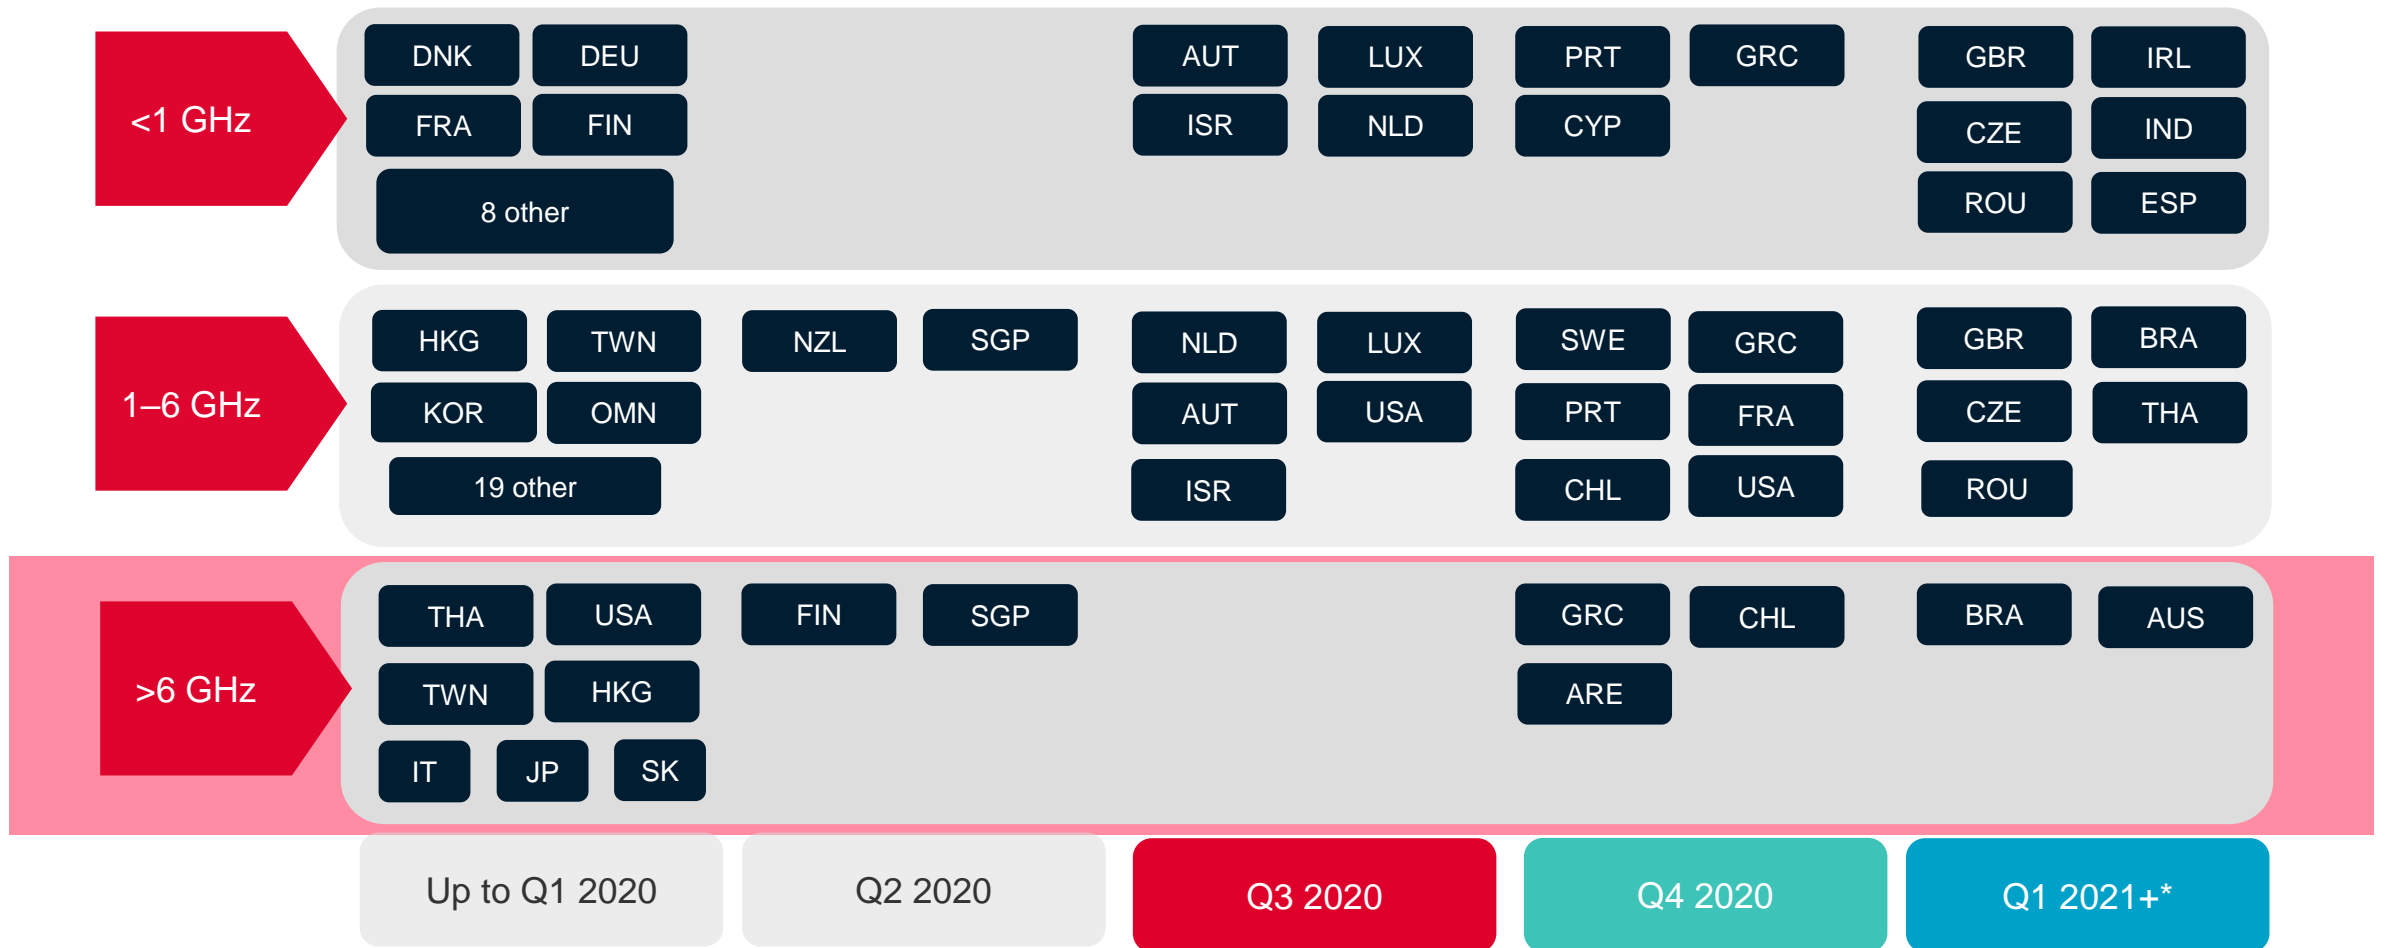 <1 GHz
DNK DEU AUT LUX PRT GRC GBR IRL
FRA FIN ISR NLD CYP CZE IND
8 other ROU ESP
1–6 GHz
HKG TWN NZL SGP NLD LUX SWE GRC GBR BRA
KOR OMN AUT USA PRT FRA CZE THA
19 other ISR CHL USA ROU
>6 GHz
THA USA FIN SGP GRC CHL BRA AUS
TWN HKG ARE
IT JP SK
Up to Q1 2020 Q2 2020 Q3 2020 Q4 2020 Q1 2021+*